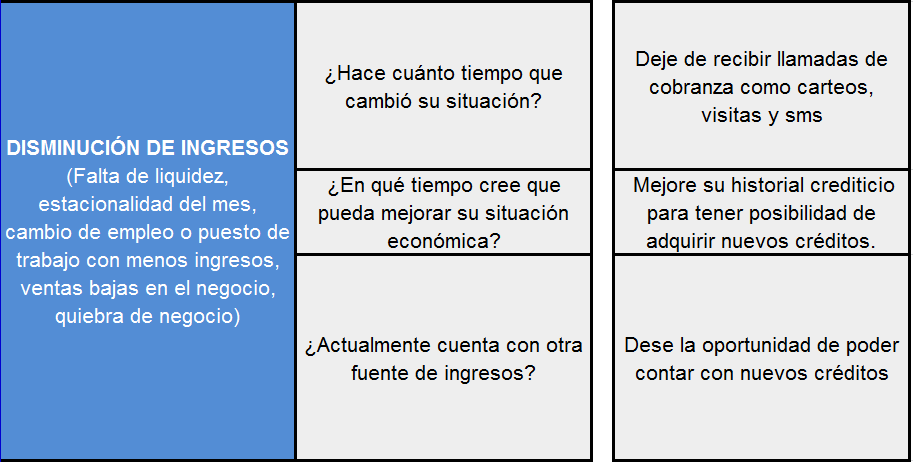 DISMINUCIÓN DE INGRESOS
(Falta de liquidez,
estacionalidad del mes,
cambio de empleo o puesto de
trabajo con menos ingresos,
ventas bajas en el negocio,
quiebra de negocio)
¿Hace cuánto tiempo que
cambió su situación?
Deje de recibir llamadas de
cobranza como carteos,
visitas y sms
¿En qué tiempo cree que
pueda mejorar su situación
económica?
Mejore su historial crediticio
para tener posibilidad de
adquirir nuevos créditos.
¿Actualmente cuenta con otra
fuente de ingresos?
Dese la oportunidad de poder
contar con nuevos créditos